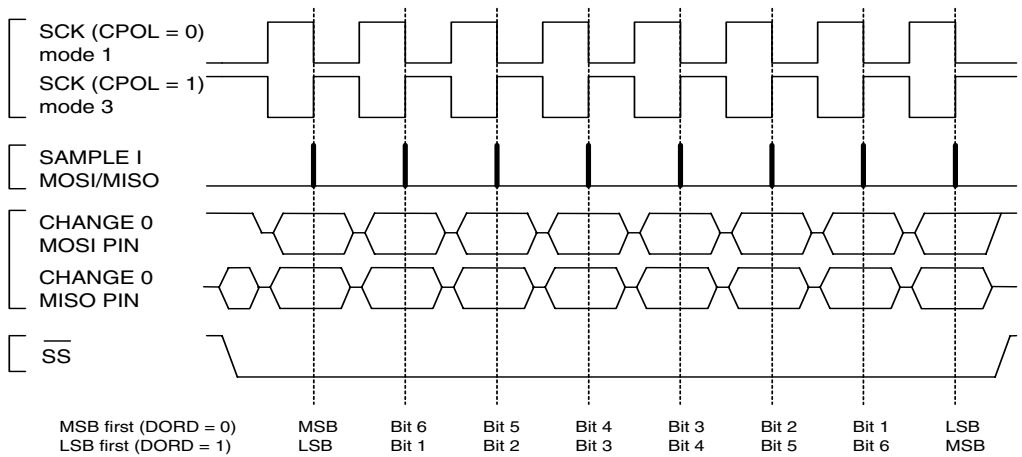 SCK (CPOL = 0)
mode 1
SCK (CPOL = 1)
mode 3
SAMPLE I
MOSI/MISO
CHANGE 0
MOSI PIN
CHANGE 0
MISO PIN
SS
MSB first (DORD = 0) MSB Bit 6 Bit 5 Bit 4 Bit 3 Bit 2 Bit 1 LSB
LSB first (DORD = 1) LSB Bit 1 Bit 2 Bit 3 Bit 4 Bit 5 Bit 6 MSB